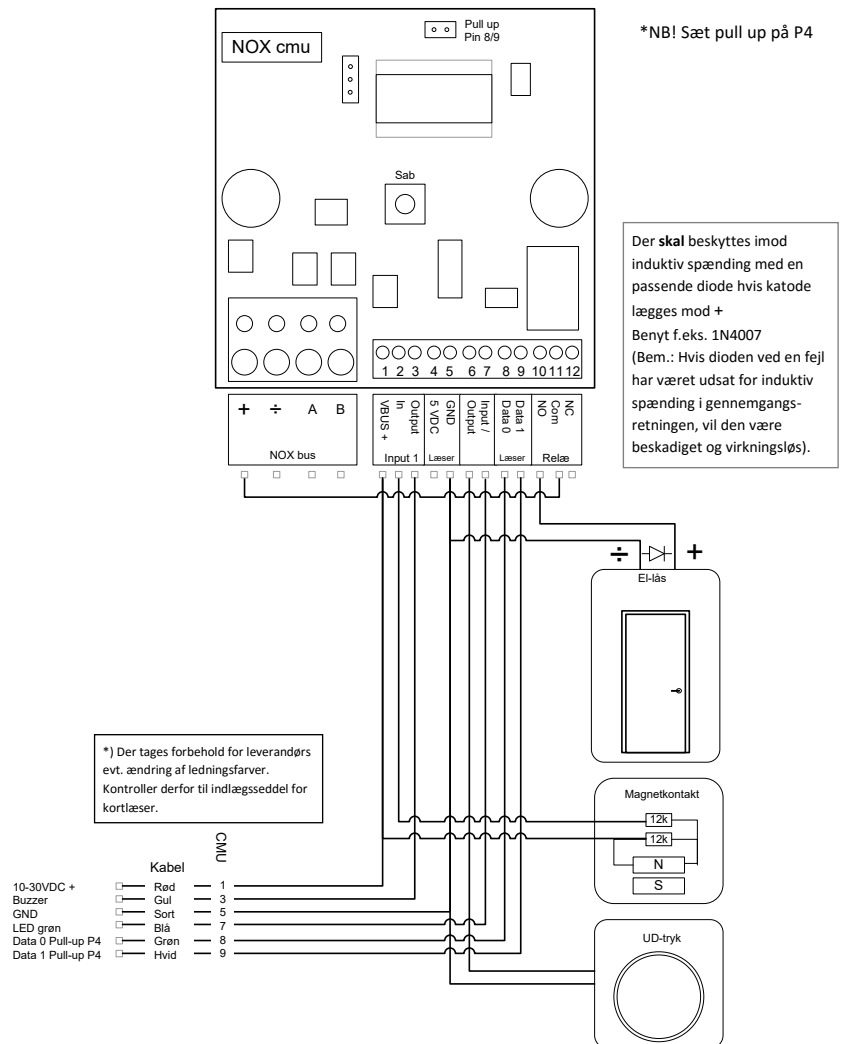 Pull up
Pin 8/9
*NB! Sæt pull up på P4
NOX cmu
Sab
Der skal beskyttes imod
induktiv spænding med en
passende diode hvis katode
lægges mod +
Benyt f.eks. 1N4007
(Bem.: Hvis dioden ved en fejl
har været udsat for induktiv
spænding i gennemgangs-
retningen, vil den være
beskadiget og virkningsløs).
1 2 3 4 5 6 7 8 9 10 11 12
+ ÷ A B
NOX bus
VBUS +
In
Output
Input 1
5 VDC
GND
Læser
Output
Input /
Data 0
Data 1
Læser
NO
Com
NC
Relæ
÷ +
El-lås
*) Der tages forbehold for leverandørs
evt. ændring af ledningsfarver.
Kontroller derfor til indlægsseddel for
kortlæser.
Magnetkontakt
12k
12k
N
S
CMU
Kabel
10-30VDC + Rød 1
Buzzer Gul 3
GND Sort 5
LED grøn Blå 7
Data 0 Pull-up P4 Grøn 8
Data 1 Pull-up P4 Hvid 9
UD-tryk